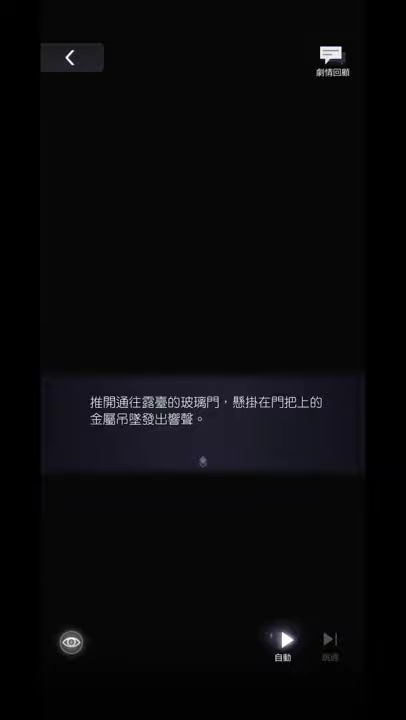 劇情回顧
推開通往露臺的玻璃門，懸掛在門把上的
金屬吊墜發出響聲。
自動
跳過